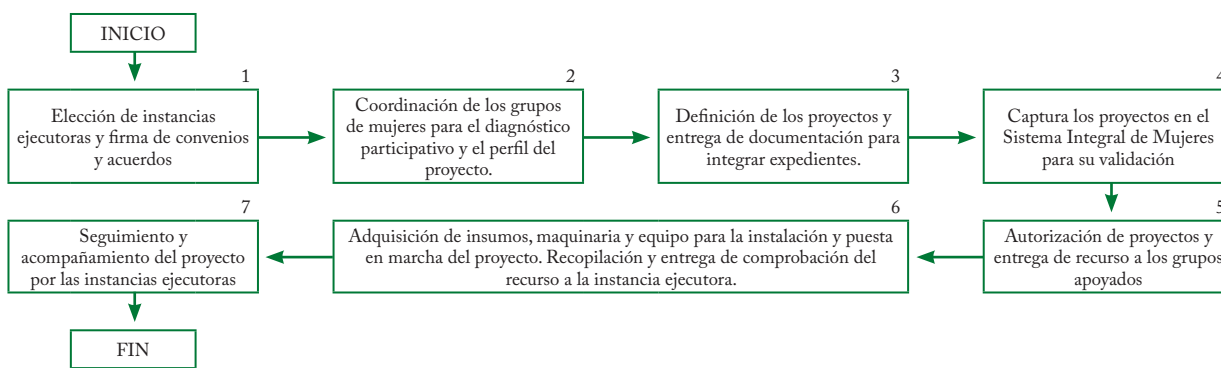 INICIO
1
Elección de instancias
ejecutoras y firma de convenios
y acuerdos
2
Coordinación de los grupos
de mujeres para el diagnóstico
participativo y el perfil del
proyecto.
3
Definición de los proyectos y
entrega de documentación para
integrar expedientes.
4
Captura los proyectos en el
Sistema Integral de Mujeres
para su validación
5
Autorización de proyectos y
entrega de recurso a los grupos
apoyados
6
Adquisición de insumos, maquinaria y equipo para la instalación y puesta
en marcha del proyecto. Recopilación y entrega de comprobación del
recurso a la instancia ejecutora.
7
Seguimiento y
acompañamiento del proyecto
por las instancias ejecutoras
FIN